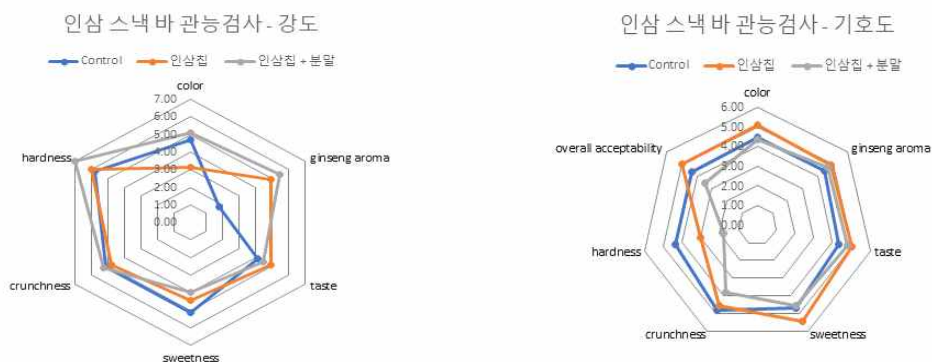 인삼 스낵 바 관능검사 - 강도
Control 인삼칩 인삼칩 + 분말
color
7.00
6.00
5.00
4.00
3.00
2.00
1.00
0.00
hardness
ginseng aroma
crunchness
taste
sweetness
인삼 스낵 바 관능검사 - 기호도
Control 인삼칩 인삼칩 + 분말
color
6.00
5.00
4.00
3.00
2.00
1.00
0.00
overall acceptability
ginseng aroma
hardness
taste
crunchness
sweetness